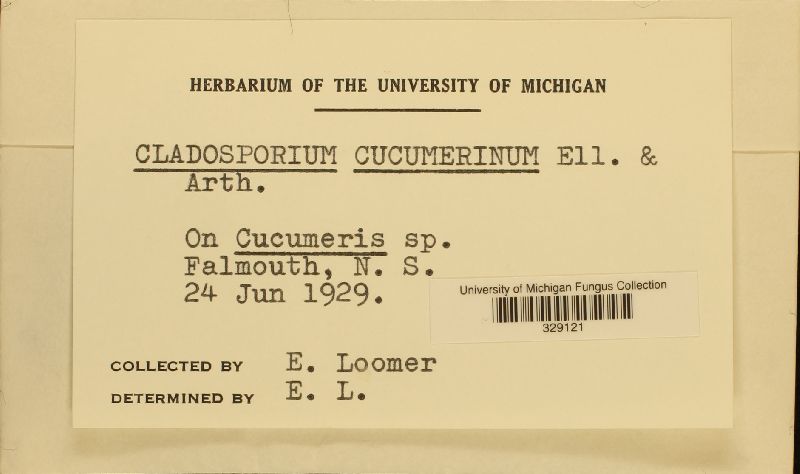 HERBARIUM OF THE UNIVERSITY OF MICHIGAN
CLADOSPORIUM CUCUMERINUM Ell. &
Arth.
On Cucumeris sp.
Falmouth, N. S.
24 Jun 1929.
University of Michigan Fungus Collection
329121
COLLECTED BY E. Loomer
DETERMINED BY E. L.